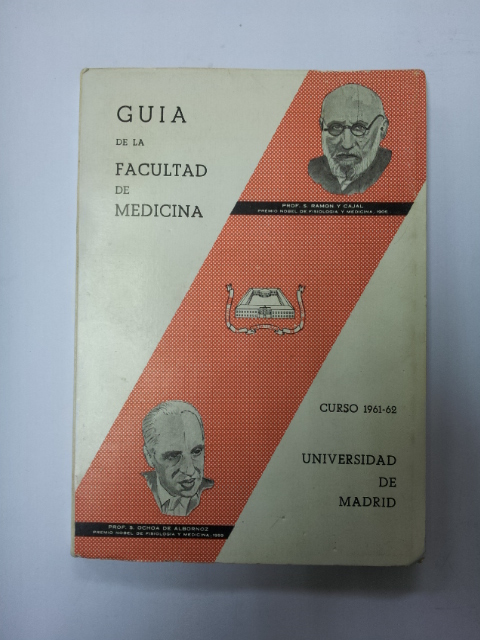 GUIA
DE LA
FACULTAD
DE
MEDICINA
PROF. S. RAMON Y CAJAL
PREMIO NOBEL DE FISIOLOGIA Y MEDICINA, 1906
CURSO 1961-62
UNIVERSIDAD
DE
MADRID
PROF. S. OCHOA DE ALBORNOZ
PREMIO NOBEL DE FISIOLOGIA Y MEDICINA, 1959